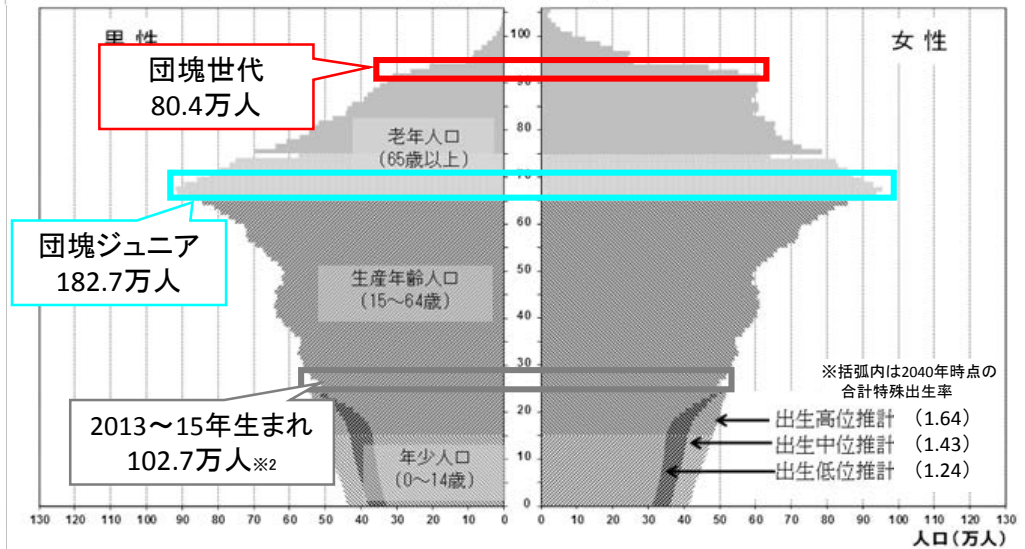 男 性
女 性
団塊世代
80.4万人
団塊ジュニア
182.7万人
2013～15年生まれ
102.7万人※2
老年人口
(65歳以上)
生産年齢人口
(15～64歳)
年少人口
(0～14歳)
※括弧内は2040年時点の
合計特殊出生率
出生高位推計 （1.64）
出生中位推計 （1.43）
出生低位推計 （1.24）
100
90
80
70
60
50
40
30
20
10
0
130 120 110 100 90 80 70 60 50 40 30 20 10 0
0 10 20 30 40 50 60 70 80 90 100 110 120 130
人口(万人)